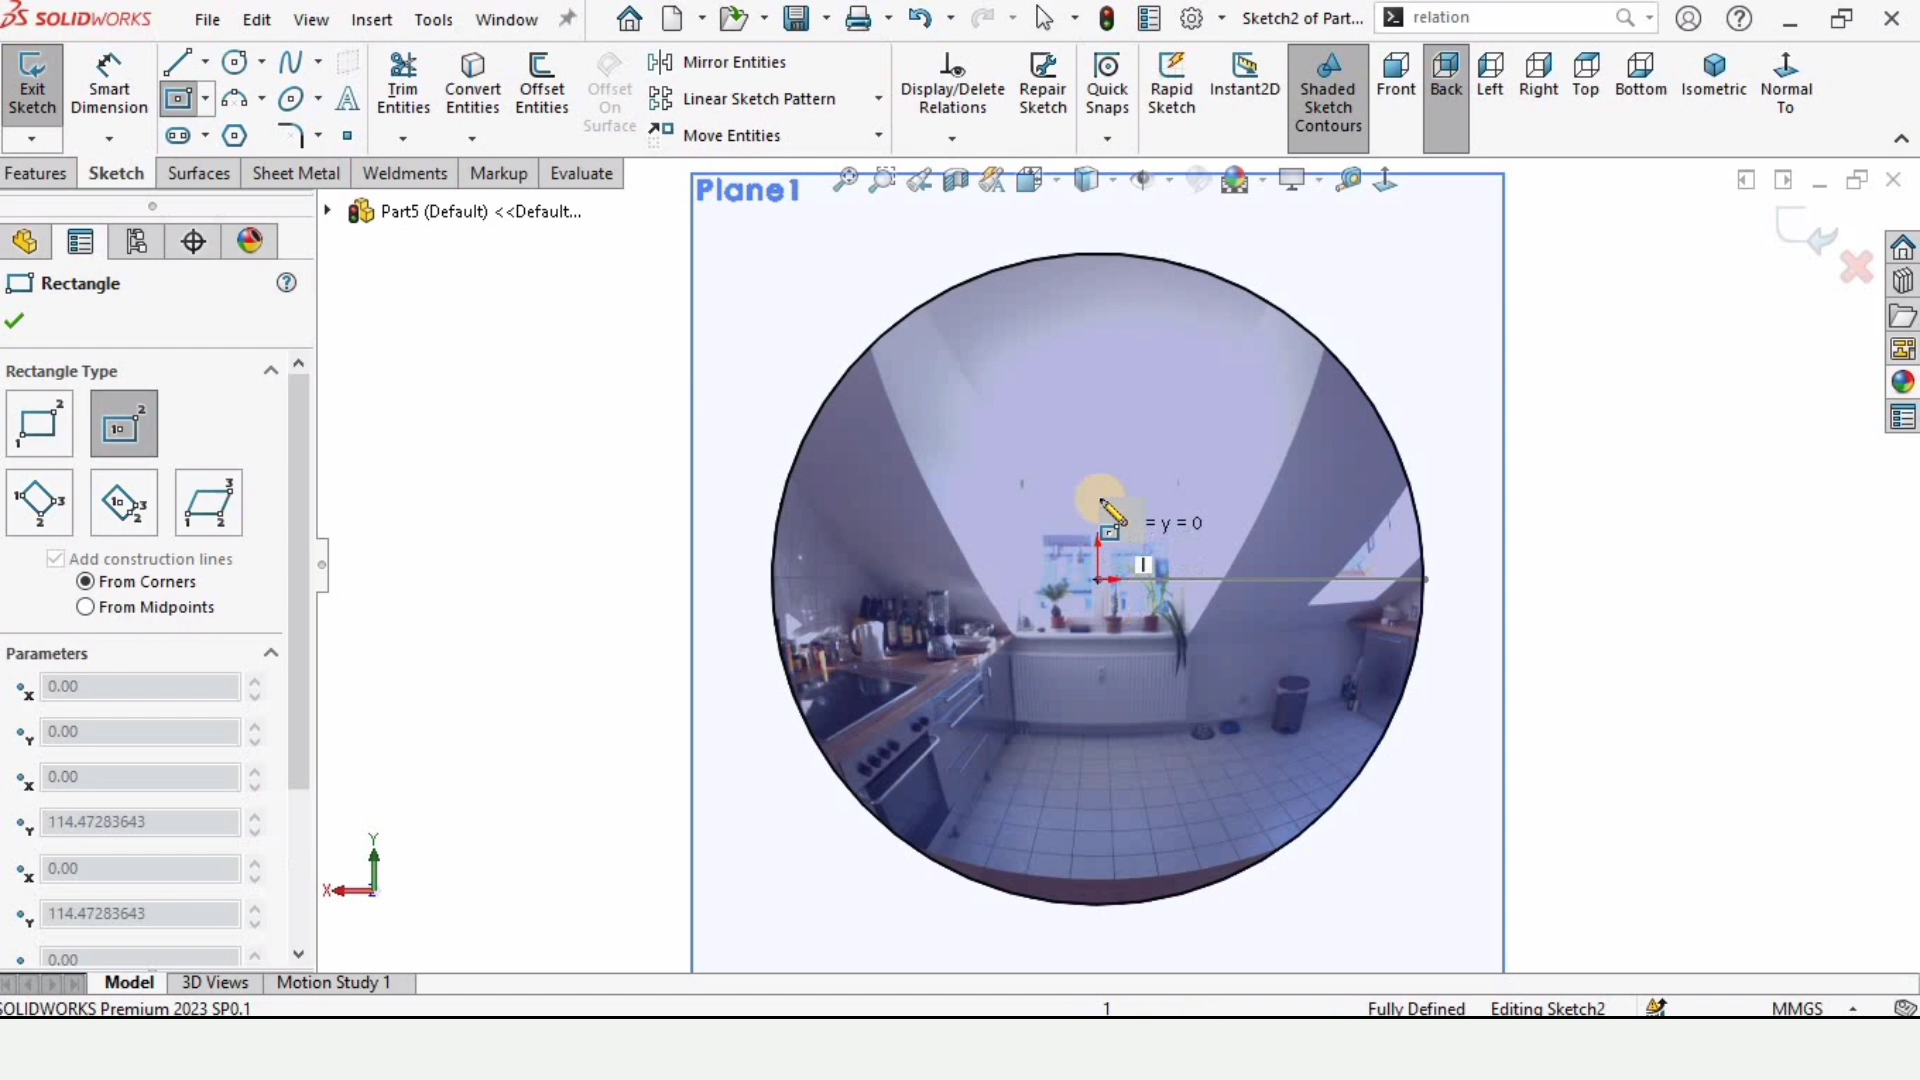 SOLIDWORKS File Edit View Insert Tools Window Sketch2 of Part... relation
Exit Sketch
Smart Dimension
Trim Entities
Convert Entities
Offset Entities
Offset On Surface
Mirror Entities
Linear Sketch Pattern
Move Entities
Display/Delete Relations
Repair Sketch
Quick Snaps
Rapid Sketch
Instant2D
Shaded Sketch Contours
Front Back Left Right Top Bottom Isometric
Normal To
Features Sketch Surfaces Sheet Metal Weldments Markup Evaluate
Plane1
Part5 (Default) <<Default...
Rectangle
Rectangle Type
Add construction lines
From Corners
From Midpoints
= y = 0
Parameters
0.00
0.00
0.00
114.47283643
0.00
114.47283643
0.00
Y
X
Model 3D Views Motion Study 1
SOLIDWORKS Premium 2023 SP0.1 1 Fully Defined Editing Sketch2 MMGS